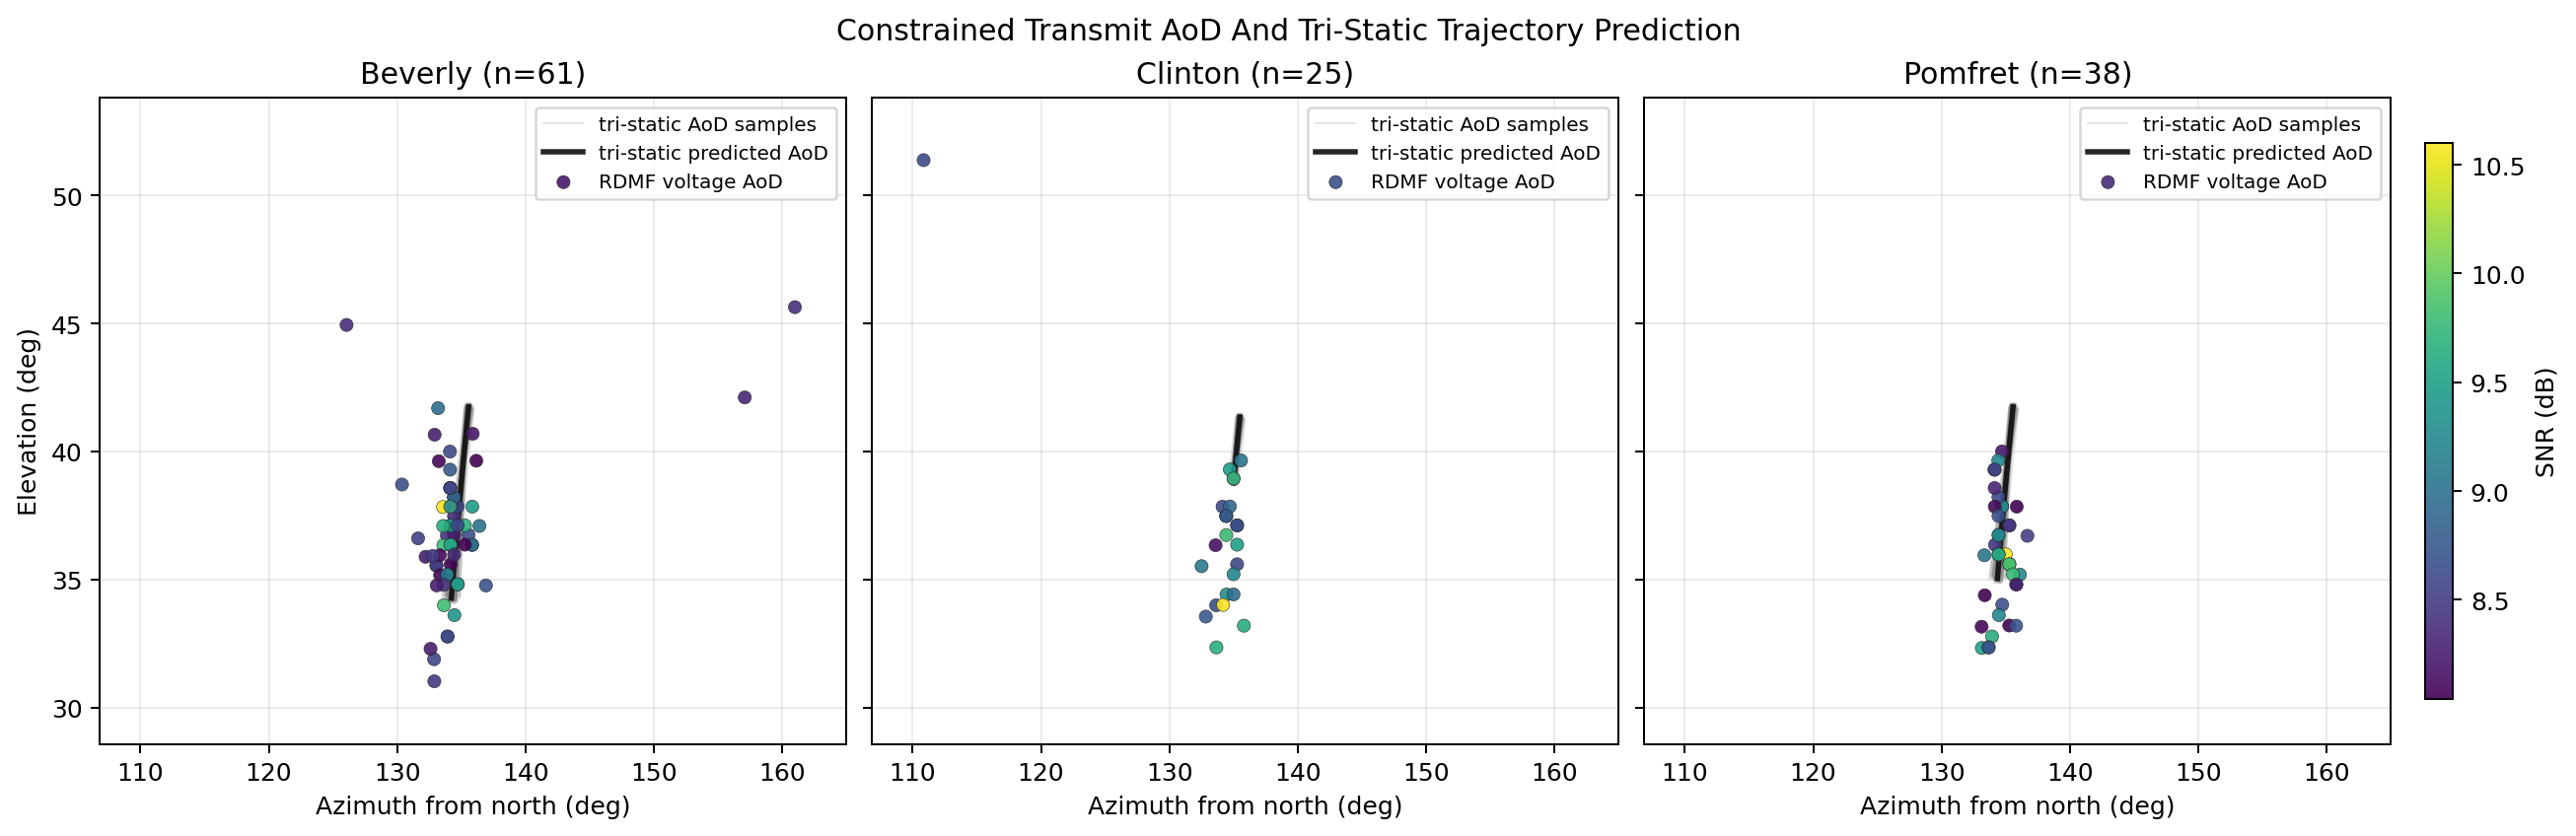 Constrained Transmit AoD And Tri-Static Trajectory Prediction
Beverly (n=61)
tri-static AoD samples
tri-static predicted AoD
RDMF voltage AoD
Elevation (deg)
50
45
40
35
30
110 120 130 140 150 160
Azimuth from north (deg)
Clinton (n=25)
tri-static AoD samples
tri-static predicted AoD
RDMF voltage AoD
110 120 130 140 150 160
Azimuth from north (deg)
Pomfret (n=38)
tri-static AoD samples
tri-static predicted AoD
RDMF voltage AoD
110 120 130 140 150 160
Azimuth from north (deg)
10.5
10.0
9.5
9.0
8.5
SNR (dB)